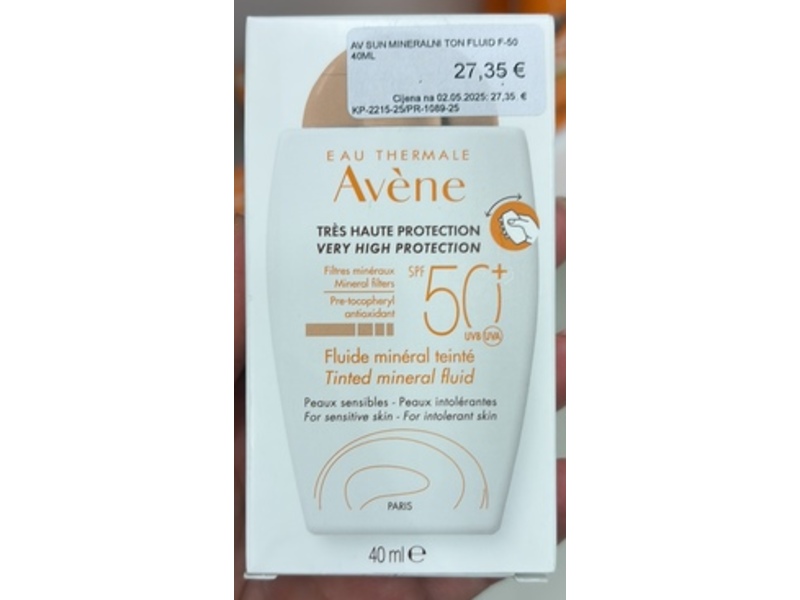 AV SUN MINERALNI TON FLUID F-50
40ML
27,35 €
Cijena na 02.05.2025: 27,35 €
KP-2215-25/PR-1089-25
EAU THERMALE
Avène
TRÈS HAUTE PROTECTION
VERY HIGH PROTECTION
Filtres minéraux
Mineral filters
Pre-tocopheryl
antioxidant
SPF 50+
UVB UVA
Fluide minéral teinté
Tinted mineral fluid
Peaux sensibles - Peaux intolérantes
For sensitive skin - For intolerant skin
PARIS
40 ml ℮